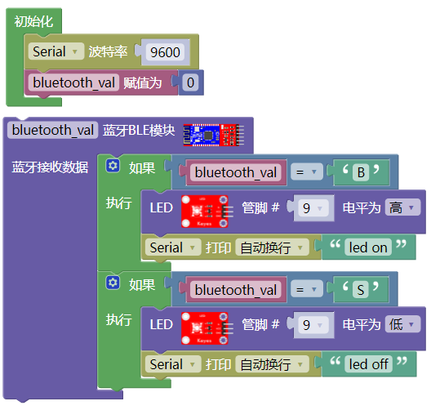 初始化
Serial 波特率 9600
bluetooth_val 赋值为 0
bluetooth_val 蓝牙BLE模块
蓝牙接收数据 如果 bluetooth_val = ‘ B ’
执行 LED 管脚 # 9 电平为 高
Serial 打印 自动换行 “ led on ”
如果 bluetooth_val = ‘ S ’
执行 LED 管脚 # 9 电平为 低
Serial 打印 自动换行 “ led off ”